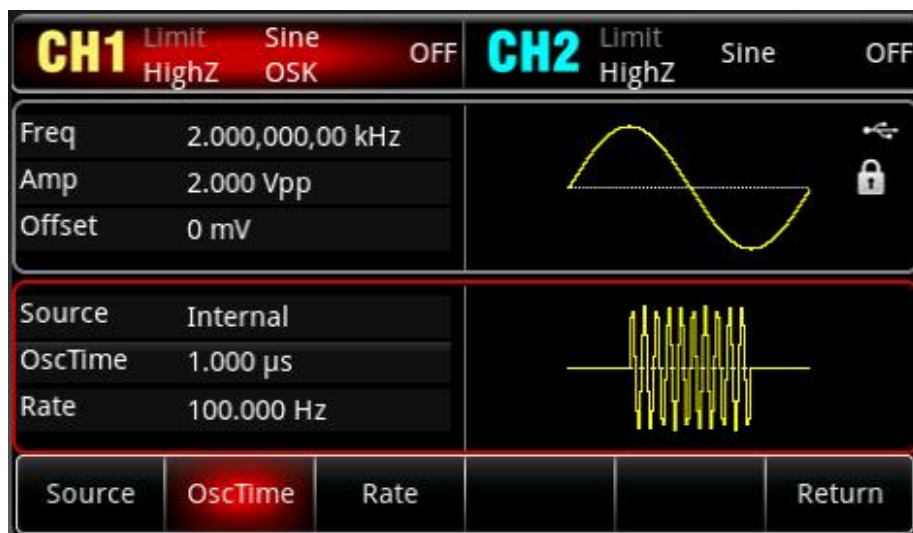 CH1 Limit Sine OFF CH2 Limit Sine OFF
HighZ OSK HighZ
Freq 2.000,000,00 kHz
Amp 2.000 Vpp
Offset 0 mV
Source Internal
OscTime 1.000 µs
Rate 100.000 Hz
Source OscTime Rate Return